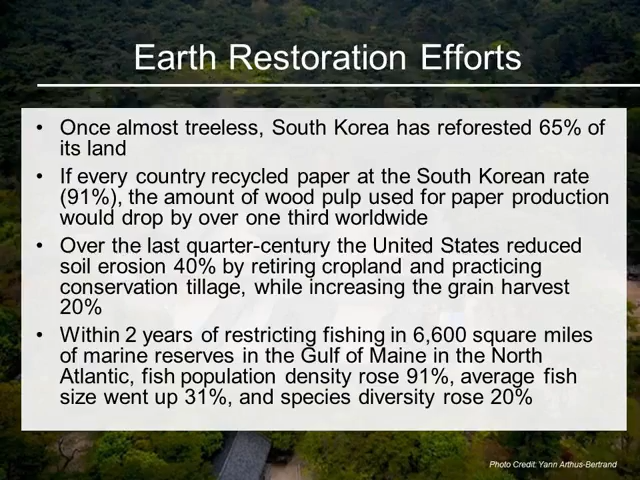 Earth Restoration Efforts
• Once almost treeless, South Korea has reforested 65% of
its land
• If every country recycled paper at the South Korean rate
(91%), the amount of wood pulp used for paper production
would drop by over one third worldwide
• Over the last quarter-century the United States reduced
soil erosion 40% by retiring cropland and practicing
conservation tillage, while increasing the grain harvest
20%
• Within 2 years of restricting fishing in 6,600 square miles
of marine reserves in the Gulf of Maine in the North
Atlantic, fish population density rose 91%, average fish
size went up 31%, and species diversity rose 20%
Photo Credit: Yann Arthus-Bertrand